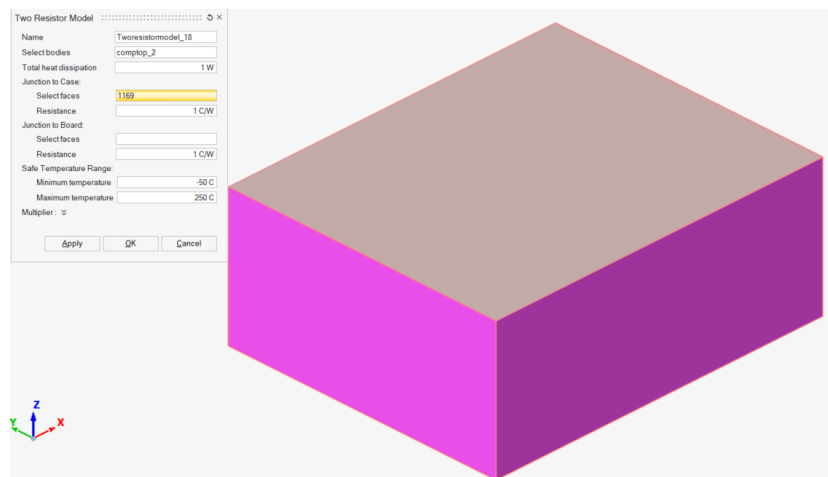 Two Resistor Model
Name Tworesistormodel_18
Select bodies comptop_2
Total heat dissipation 1 W
Junction to Case:
Select faces 1169
Resistance 1 C/W
Junction to Board:
Select faces
Resistance 1 C/W
Safe Temperature Range:
Minimum temperature -50 C
Maximum temperature 250 C
Multiplier :
Apply OK Cancel
Z
Y X